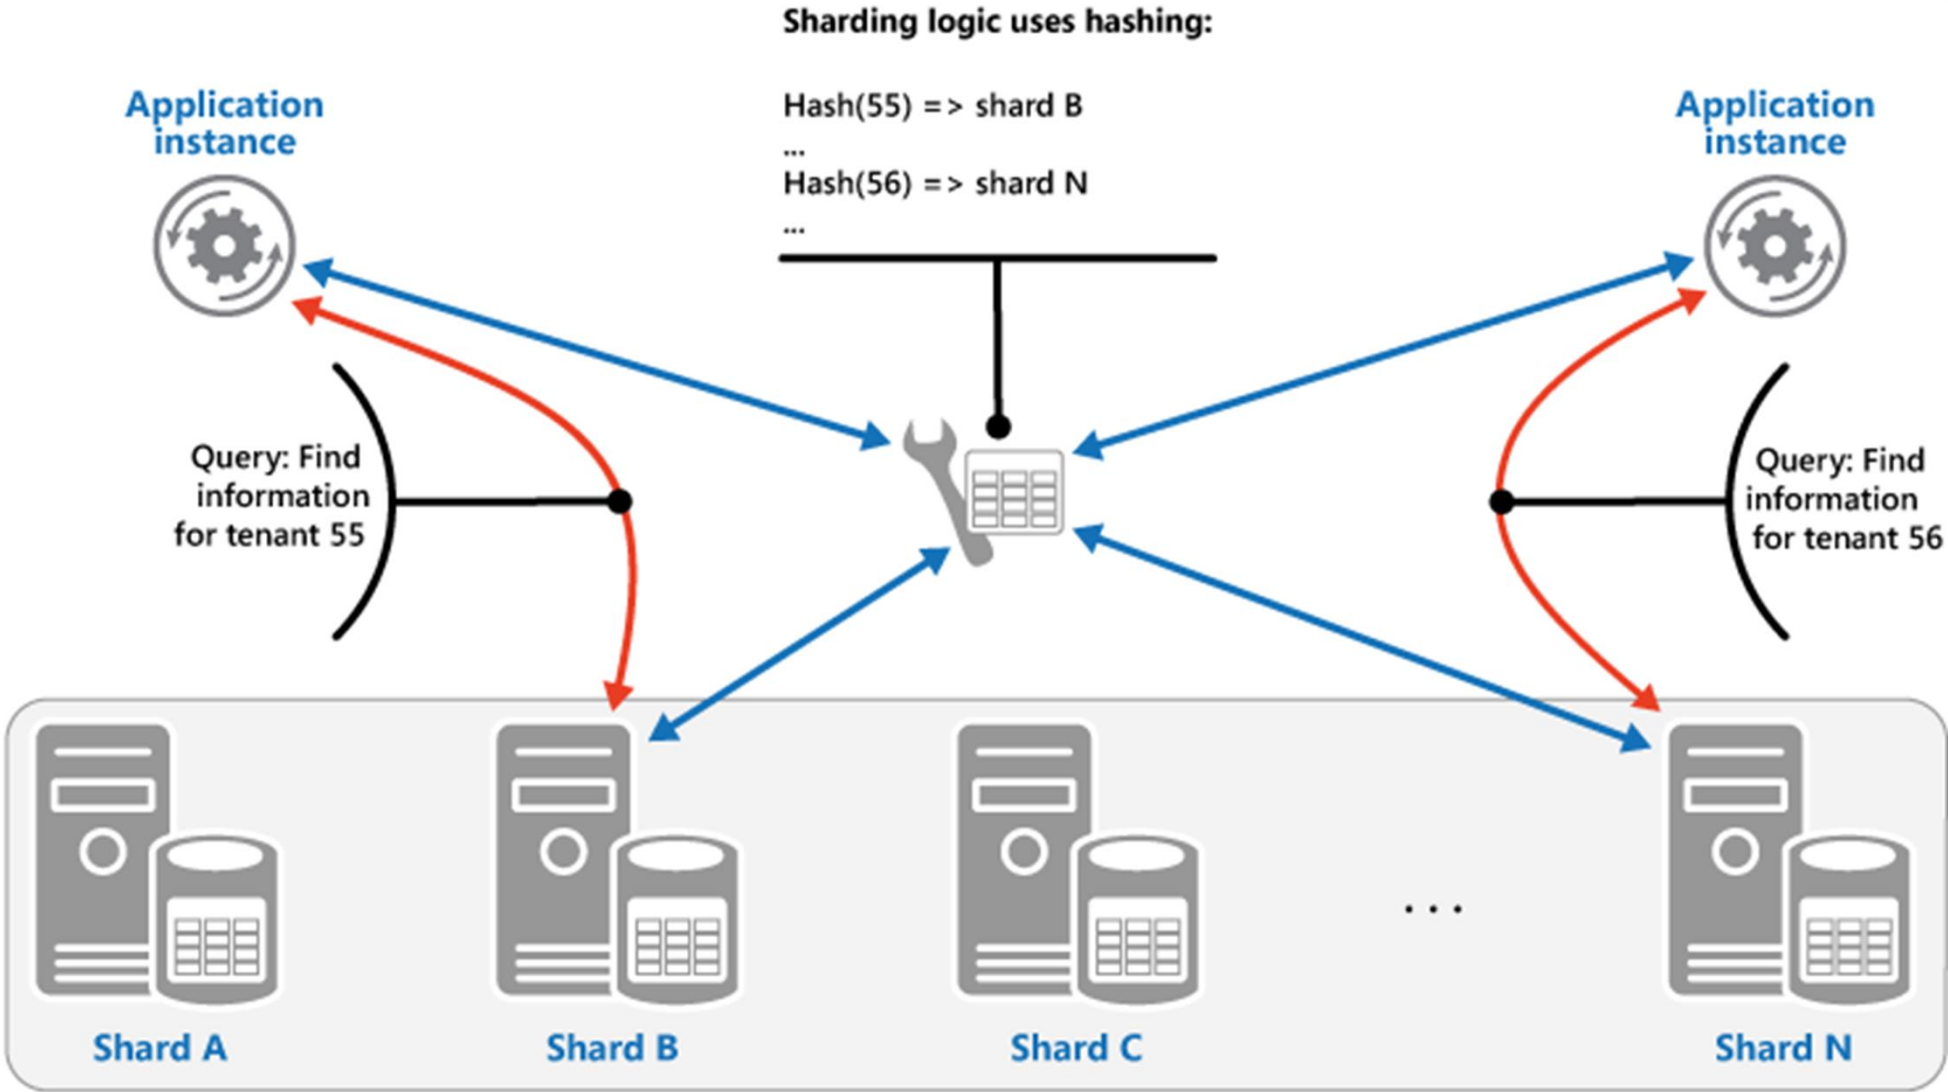 Sharding logic uses hashing:
Hash(55) => shard B
...
Hash(56) => shard N
...
Application
instance
Application
instance
Query: Find
information
for tenant 55
Query: Find
information
for tenant 56
...
Shard A
Shard B
Shard C
Shard N